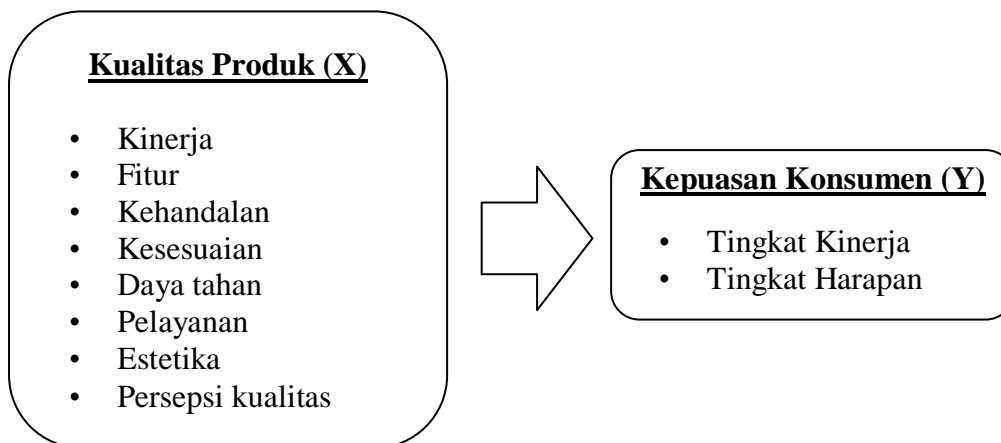 Kualitas Produk (X)
• Kinerja
• Fitur
• Kehandalan
• Kesesuaian
• Daya tahan
• Pelayanan
• Estetika
• Persepsi kualitas
Kepuasan Konsumen (Y)
• Tingkat Kinerja
• Tingkat Harapan